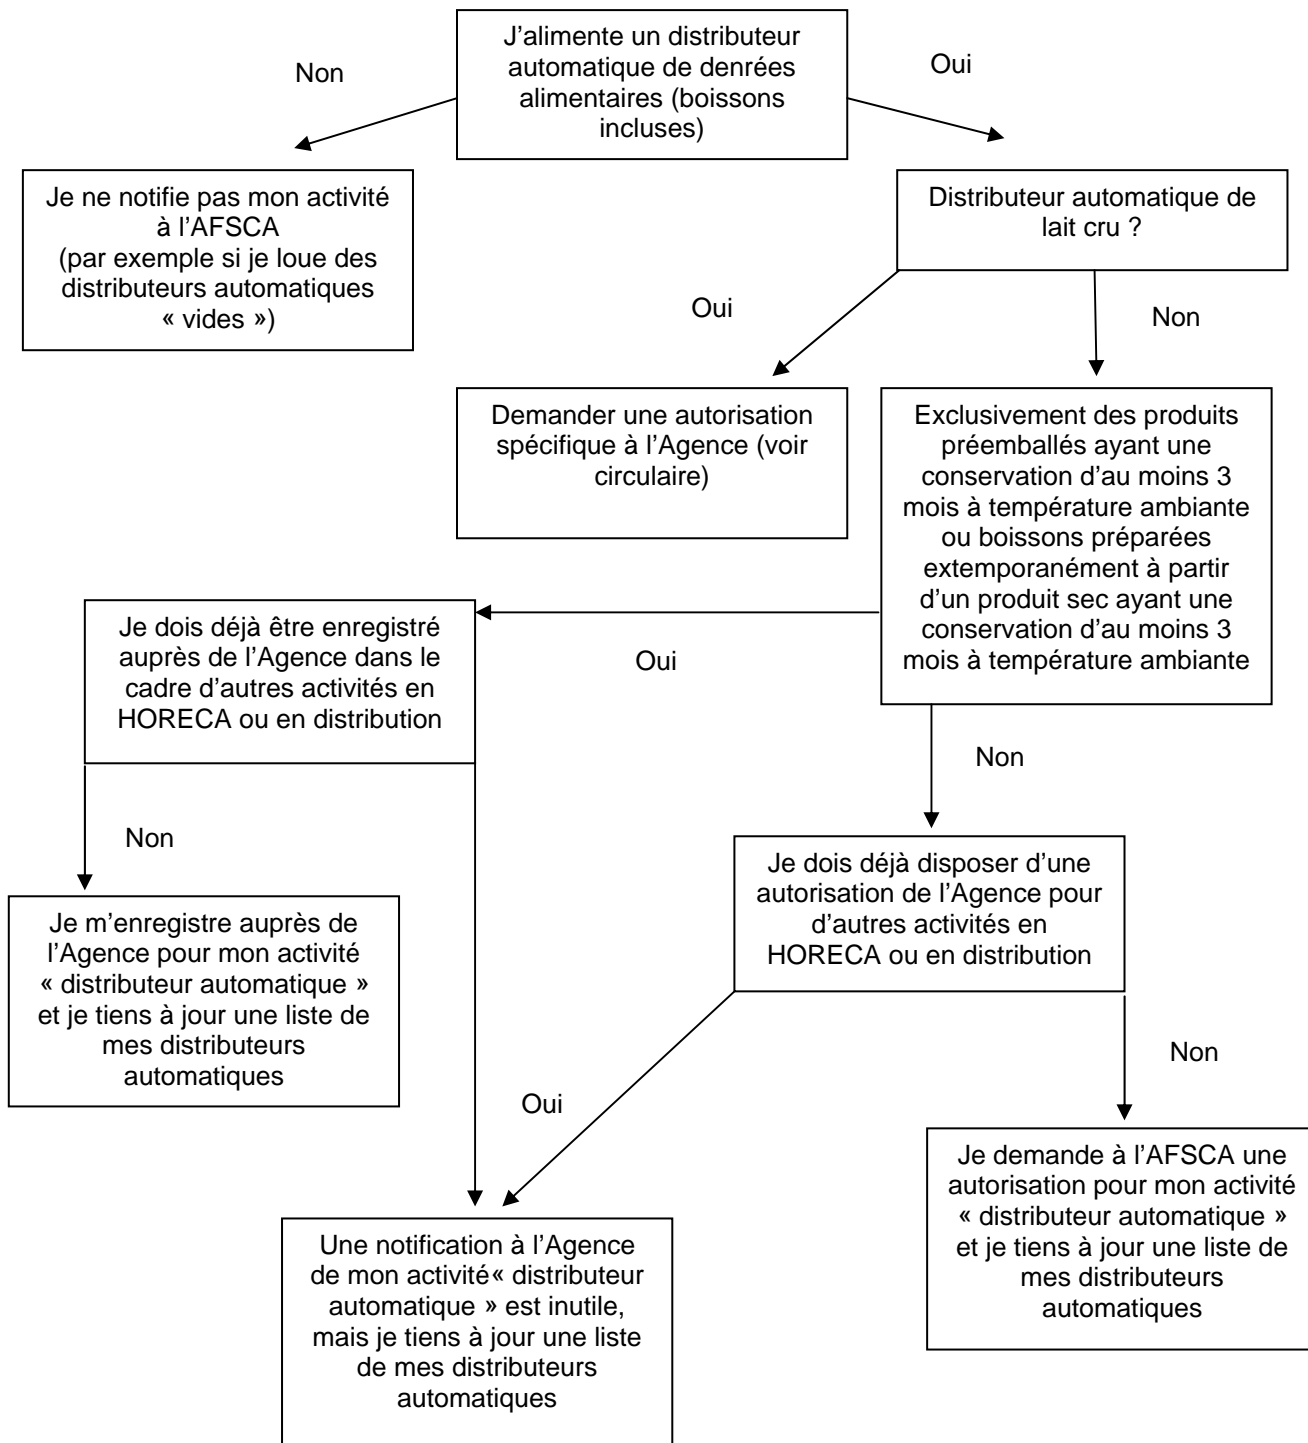 J’alimente un distributeur
automatique de denrées
alimentaires (boissons
incluses)
Non
Oui
Je ne notifie pas mon activité
à l’AFSCA
(par exemple si je loue des
distributeurs automatiques
« vides »)
Distributeur automatique de
lait cru ?
Oui
Non
Demander une autorisation
spécifique à l’Agence (voir
circulaire)
Exclusivement des produits
préemballés ayant une
conservation d’au moins 3
mois à température ambiante
ou boissons préparées
extemporanément à partir
d’un produit sec ayant une
conservation d’au moins 3
mois à température ambiante
Je dois déjà être enregistré
auprès de l’Agence dans le
cadre d’autres activités en
HORECA ou en distribution
Oui
Non
Non
Je dois déjà disposer d’une
autorisation de l’Agence pour
d’autres activités en
HORECA ou en distribution
Je m’enregistre auprès de
l’Agence pour mon activité
« distributeur automatique »
et je tiens à jour une liste de
mes distributeurs
automatiques
Oui
Non
Je demande à l’AFSCA une
autorisation pour mon activité
« distributeur automatique »
et je tiens à jour une liste de
mes distributeurs
automatiques
Une notification à l’Agence
de mon activité« distributeur
automatique » est inutile,
mais je tiens à jour une liste
de mes distributeurs
automatiques